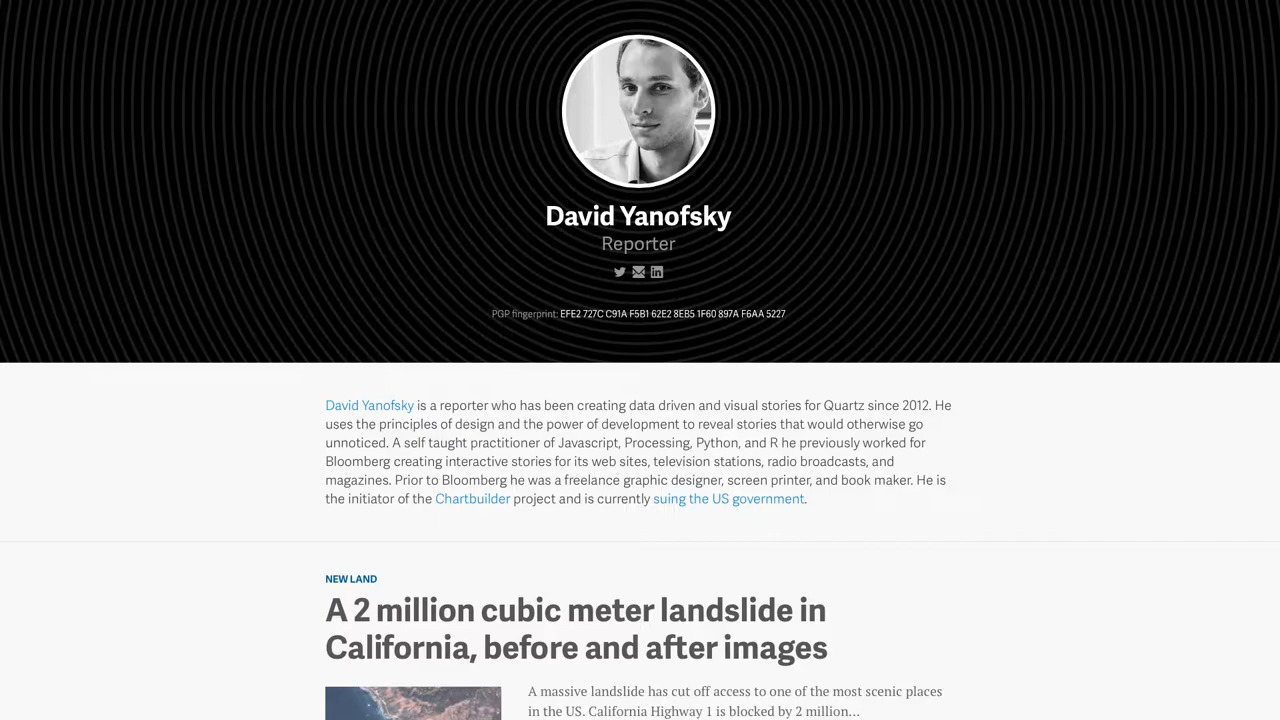 David Yanofsky
Reporter
PGP fingerprint: EFE2 727C C91A F5B1 62E2 8EB5 1F60 897A F6AA 5227
David Yanofsky is a reporter who has been creating data driven and visual stories for Quartz since 2012. He
uses the principles of design and the power of development to reveal stories that would otherwise go
unnoticed. A self taught practitioner of Javascript, Processing, Python, and R he previously worked for
Bloomberg creating interactive stories for its web sites, television stations, radio broadcasts, and
magazines. Prior to Bloomberg he was a freelance graphic designer, screen printer, and book maker. He is
the initiator of the Chartbuilder project and is currently suing the US government.
NEW LAND
A 2 million cubic meter landslide in
California, before and after images
A massive landslide has cut off access to one of the most scenic places
in the US. California Highway 1 is blocked by 2 million...